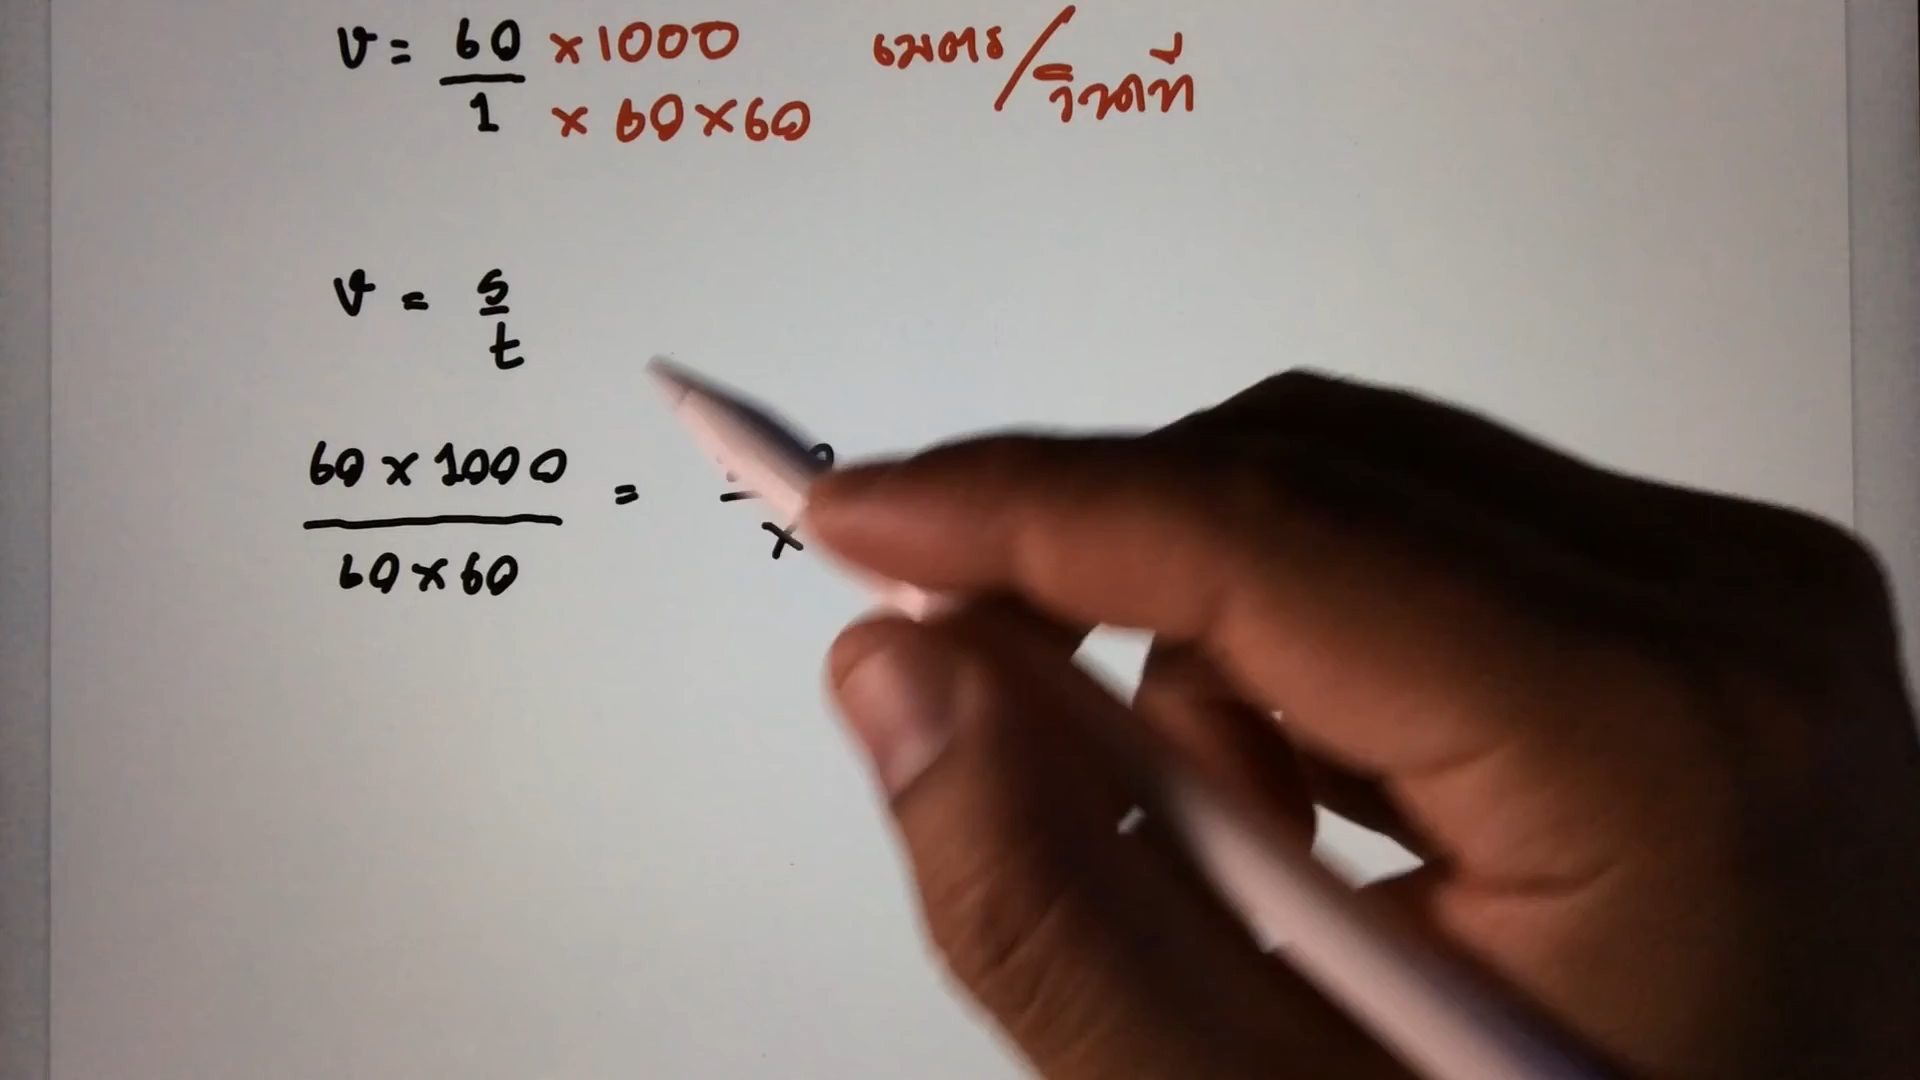 v = 60 × 1000 เมตร/วินาที
1 × 60 × 60
v = s
t
60 × 1000 =
60 × 60 x